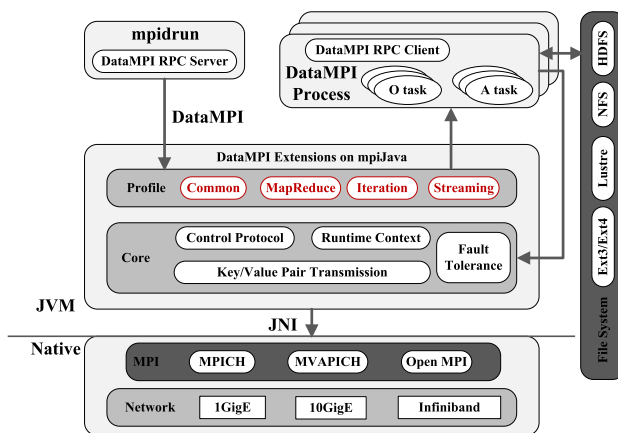 mpidrun
DataMPI RPC Server
DataMPI RPC Client
DataMPI
Process
O task
A task
DataMPI
HDFS
NFS
Lustre
Ext3/Ext4
File System
DataMPI Extensions on mpiJava
Profile
Common
MapReduce
Iteration
Streaming
Core
Control Protocol
Runtime Context
Key/Value Pair Transmission
Fault
Tolerance
JVM
JNI
Native
MPI
MPICH
MVAPICH
Open MPI
Network
1GigE
10GigE
Infiniband